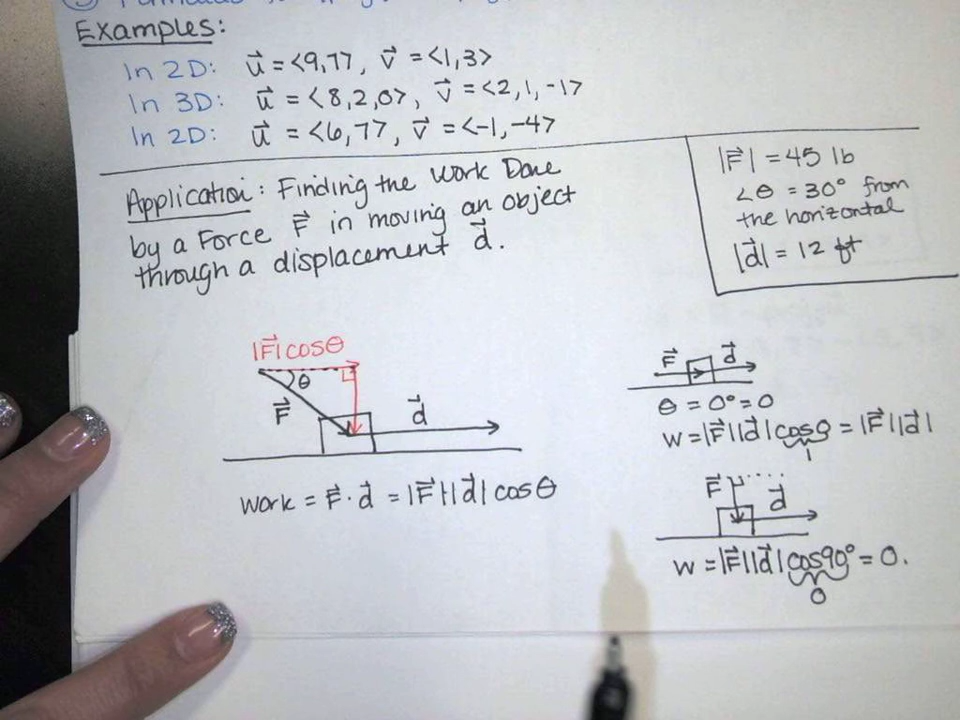 Examples:
In 2D: u⃗ = <9,7>, v⃗ = <1,3>
In 3D: u⃗ = <8,2,0>, v⃗ = <2,1,-1>
In 2D: u⃗ = <6,7>, v⃗ = <-1,-4>
Application: Finding the work Done
by a Force F⃗ in moving an object
through a displacement d⃗.
|F⃗| = 45 lb
∠θ = 30° from
the horizontal
|d⃗| = 12 ft
|F⃗|cosθ
θ
F⃗
d⃗
work = F⃗ · d⃗ = |F⃗||d⃗| cosθ
F⃗ d⃗
θ = 0° = 0
W = |F⃗||d⃗|cosθ = |F⃗||d⃗|
1
F⃗ d⃗
W = |F⃗||d⃗|cos90° = 0.
0